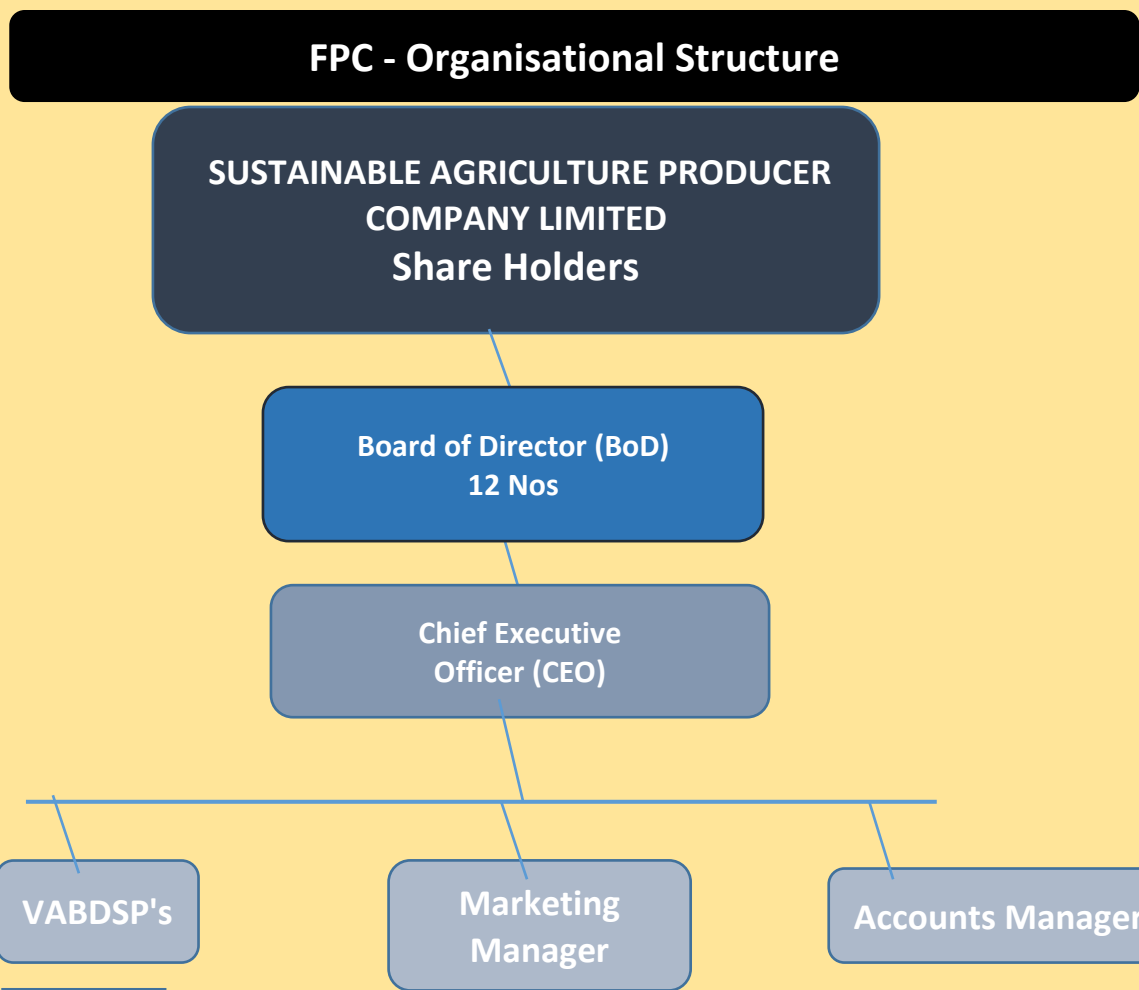 FPC - Organisational Structure
SUSTAINABLE AGRICULTURE PRODUCER
COMPANY LIMITED
Share Holders
Board of Director (BoD)
12 Nos
Chief Executive
Officer (CEO)
VABDSP's
Marketing
Manager
Accounts Manager